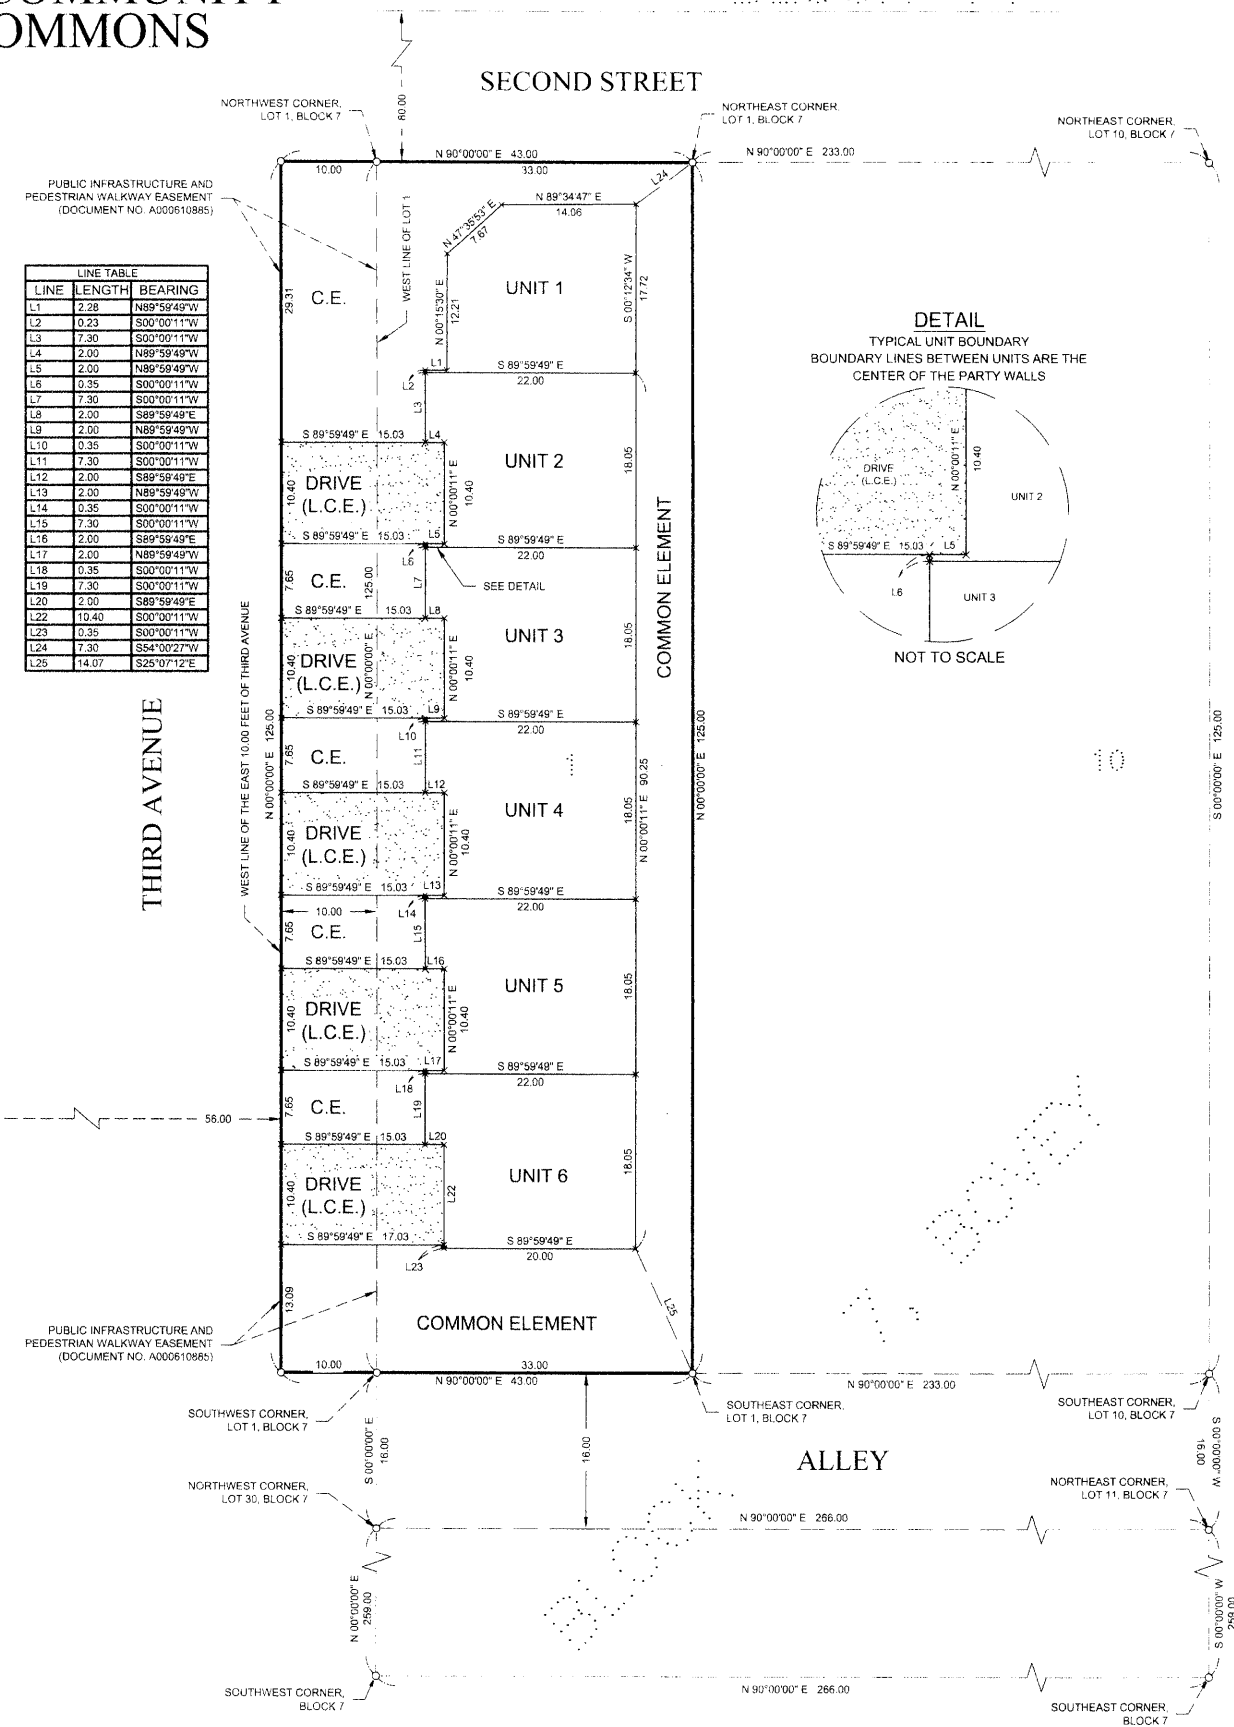 OMMONS
SECOND STREET
NORTHWEST CORNER,
LOT 1, BLOCK 7
80.00
NORTHEAST CORNER,
LOT 1, BLOCK 7
NORTHEAST CORNER,
LOT 10, BLOCK 7
N 90°00'00" E 43.00
10.00
33.00
N 90°00'00" E 233.00
L24
PUBLIC INFRASTRUCTURE AND
PEDESTRIAN WALKWAY EASEMENT
(DOCUMENT NO. A000610885)
WEST LINE OF LOT 1
N 89°34'47" E
14.06
N 47°35'53" E
7.67
29.31
C.E.
N 00°15'30" E
12.21
UNIT 1
S 00°12'34" W
17.72
LINE TABLE
LINE LENGTH BEARING
L1 2.28 N89°59'49"W
L2 0.23 S00°00'11"W
L3 7.30 S00°00'11"W
L4 2.00 N89°59'49"W
L5 2.00 N89°59'49"W
L6 0.35 S00°00'11"W
L7 7.30 S00°00'11"W
L8 2.00 S89°59'49"E
L9 2.00 N89°59'49"W
L10 0.35 S00°00'11"W
L11 7.30 S00°00'11"W
L12 2.00 S89°59'49"E
L13 2.00 N89°59'49"W
L14 0.35 S00°00'11"W
L15 7.30 S00°00'11"W
L16 2.00 S89°59'49"E
L17 2.00 N89°59'49"W
L18 0.35 S00°00'11"W
L19 7.30 S00°00'11"W
L20 2.00 S89°59'49"E
L22 10.40 S00°00'11"W
L23 0.35 S00°00'11"W
L24 7.30 S54°00'27"W
L25 14.07 S25°07'12"E
DETAIL
TYPICAL UNIT BOUNDARY
BOUNDARY LINES BETWEEN UNITS ARE THE
CENTER OF THE PARTY WALLS
DRIVE
(L.C.E.)
N 00°00'11" E
10.40
UNIT 2
S 89°59'49" E 15.03
L5
L6
UNIT 3
NOT TO SCALE
L1
S 89°59'49" E
22.00
L2
L3
S 89°59'49" E 15.03
L4
UNIT 2
18.05
10.40
DRIVE
(L.C.E.)
N 00°00'11" E
10.40
S 89°59'49" E 15.03
L5
S 89°59'49" E
22.00
L6
SEE DETAIL
7.65
C.E.
125.00
N 00°00'00" E
L7
S 89°59'49" E 15.03
L8
UNIT 3
18.05
COMMON ELEMENT
10.40
DRIVE
(L.C.E.)
N 00°00'11" E
10.40
S 89°59'49" E 15.03
L9
S 89°59'49" E
22.00
L10
THIRD AVENUE
WEST LINE OF THE EAST 10.00 FEET OF THIRD AVENUE
N 00°00'00" E 125.00
7.65
C.E.
L11
S 89°59'49" E 15.03
L12
UNIT 4
18.05
N 00°00'11" E 90.25
N 00°00'00" E 125.00
10
S 00°00'00" E 125.00
10.40
DRIVE
(L.C.E.)
N 00°00'11" E
10.40
S 89°59'49" E 15.03
L13
S 89°59'49" E
22.00
L14
10.00
7.65
C.E.
L15
S 89°59'49" E 15.03
L16
UNIT 5
18.05
10.40
DRIVE
(L.C.E.)
N 00°00'11" E
10.40
S 89°59'49" E 15.03
L17
S 89°59'48" E
22.00
L18
56.00
7.65
C.E.
L19
S 89°59'49" E 15.03
L20
UNIT 6
18.05
10.40
DRIVE
(L.C.E.)
L22
S 89°59'49" E 17.03
S 89°59'49" E
20.00
L23
13.09
COMMON ELEMENT
L25
PUBLIC INFRASTRUCTURE AND
PEDESTRIAN WALKWAY EASEMENT
(DOCUMENT NO. A000610885)
10.00
33.00
N 90°00'00" E 43.00
N 90°00'00" E 233.00
SOUTHWEST CORNER,
LOT 1, BLOCK 7
SOUTHEAST CORNER,
LOT 1, BLOCK 7
SOUTHEAST CORNER,
LOT 10, BLOCK 7
S 00°00'00" E
16.00
16.00
ALLEY
S 00°00'00" W
16.00
NORTHWEST CORNER,
LOT 30, BLOCK 7
NORTHEAST CORNER,
LOT 11, BLOCK 7
N 90°00'00" E 266.00
BLOCK
7,
N 00°00'00" E
259.00
S 00°00'00" W
259.00
SOUTHWEST CORNER,
BLOCK 7
N 90°00'00" E 266.00
SOUTHEAST CORNER,
BLOCK 7